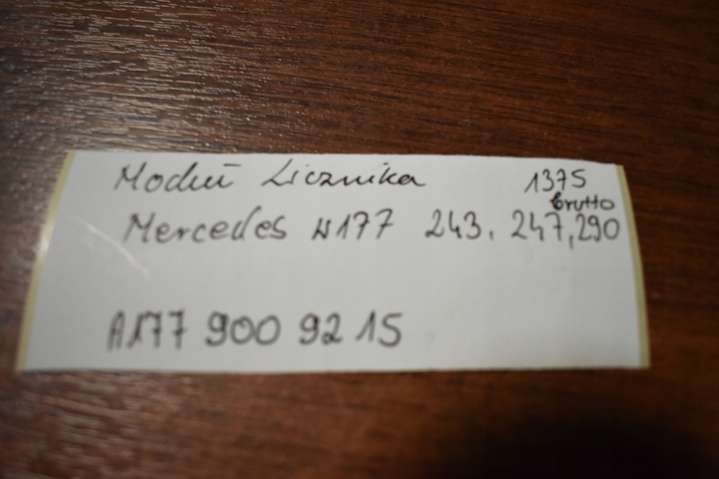 Moduł Licznika 1375
brutto
Mercedes W177 243, 247, 290
A177 900 92 15